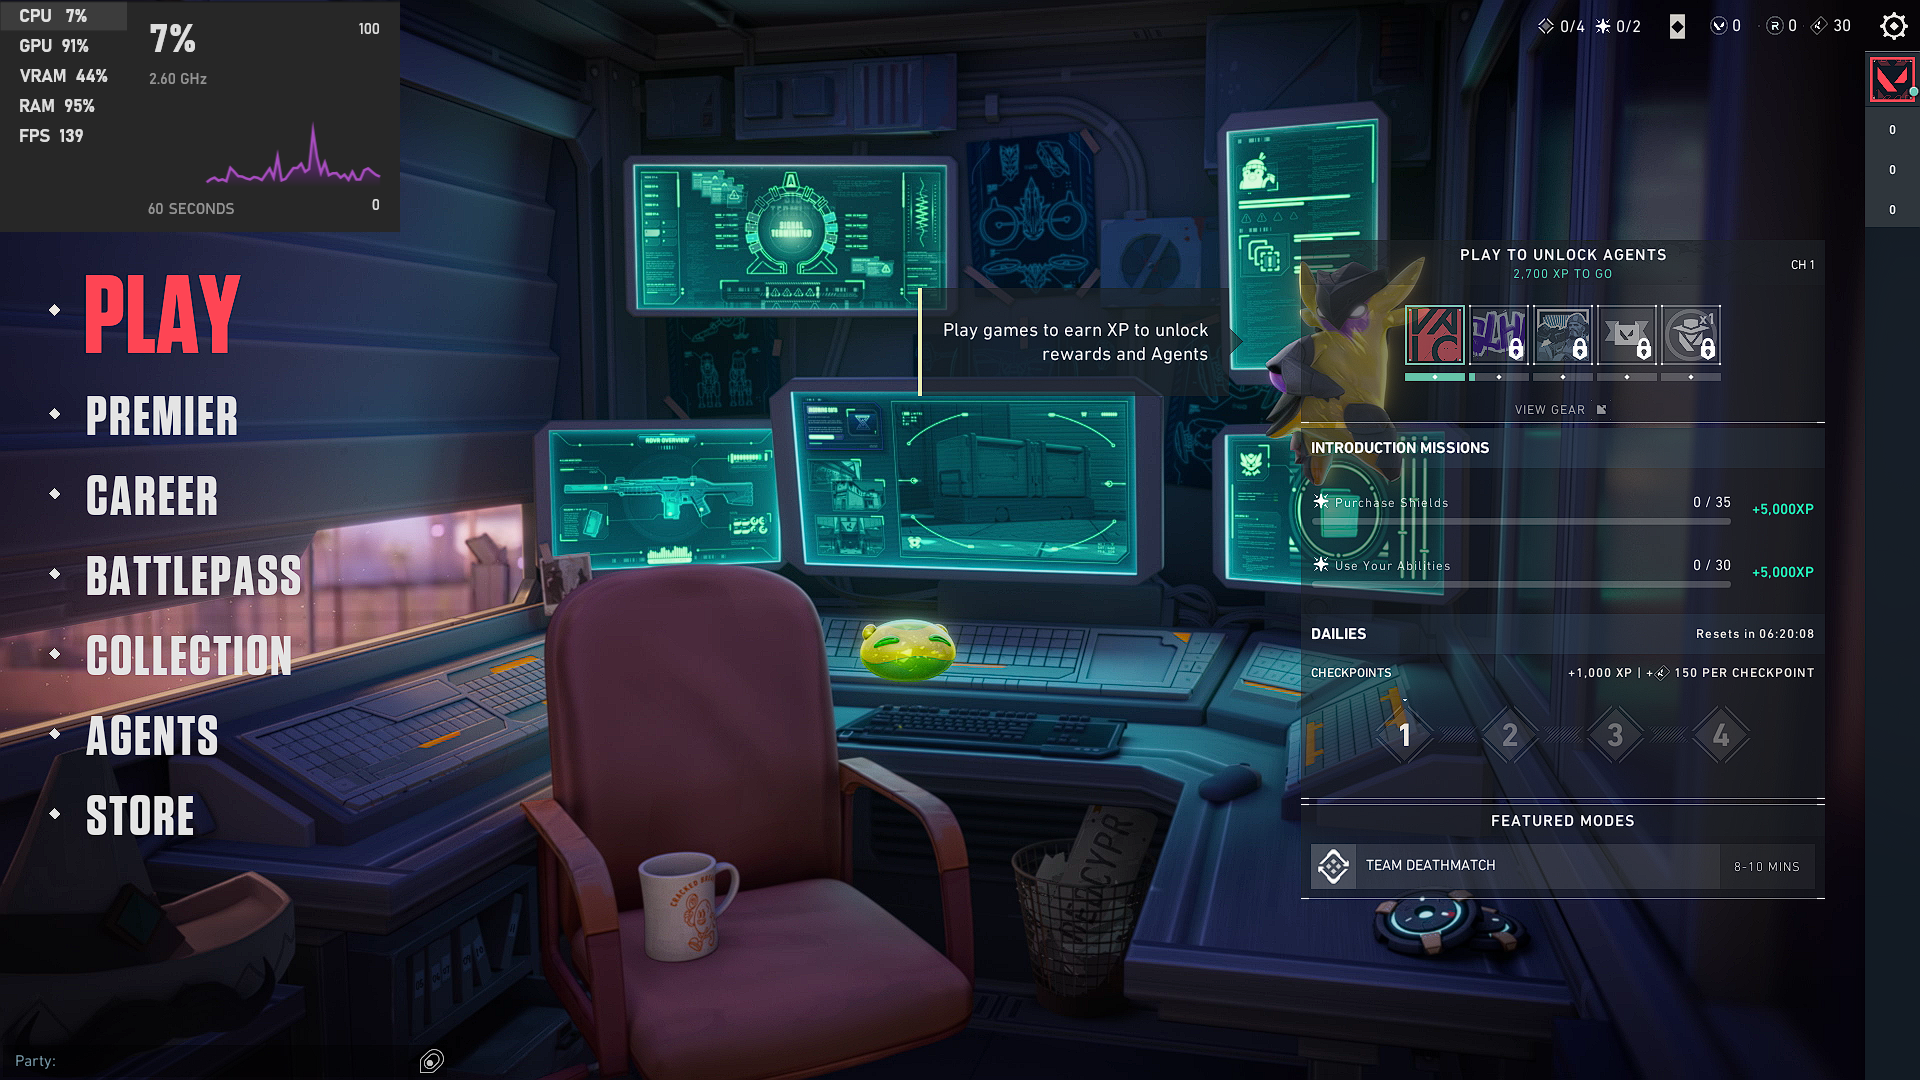 CPU 7%
GPU 91%
VRAM 44%
RAM 95%
FPS 139
7%
2.60 GHz
100
60 SECONDS
0
0/4
0/2
0
0
30
0
0
0
PLAY
PREMIER
CAREER
BATTLEPASS
COLLECTION
AGENTS
STORE
SIGNAL
TERMINATED
Play games to earn XP to unlock
rewards and Agents
PLAY TO UNLOCK AGENTS
2,700 XP TO GO
CH 1
x1
VIEW GEAR
INTRODUCTION MISSIONS
Purchase Shields
0 / 35
+5,000XP
Use Your Abilities
0 / 30
+5,000XP
DAILIES
Resets in 06:20:08
CHECKPOINTS
+1,000 XP | + 150 PER CHECKPOINT
1
2
3
4
FEATURED MODES
TEAM DEATHMATCH
8-10 MINS
Party: